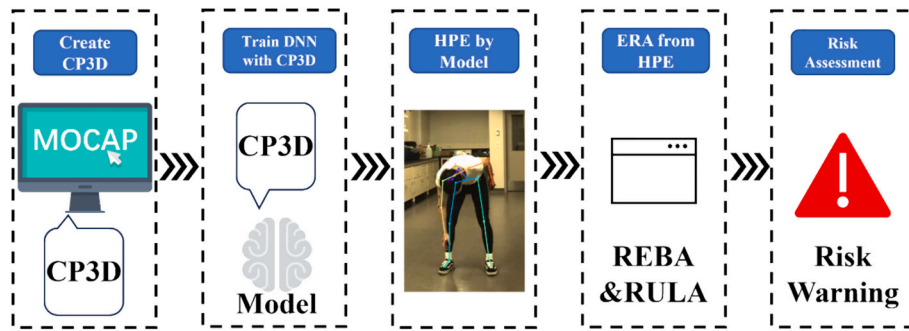 Create
CP3D
MOCAP
CP3D
Train DNN
with CP3D
CP3D
Model
HPE by
Model
ERA from
HPE
REBA
&RULA
Risk
Assessment
Risk
Warning